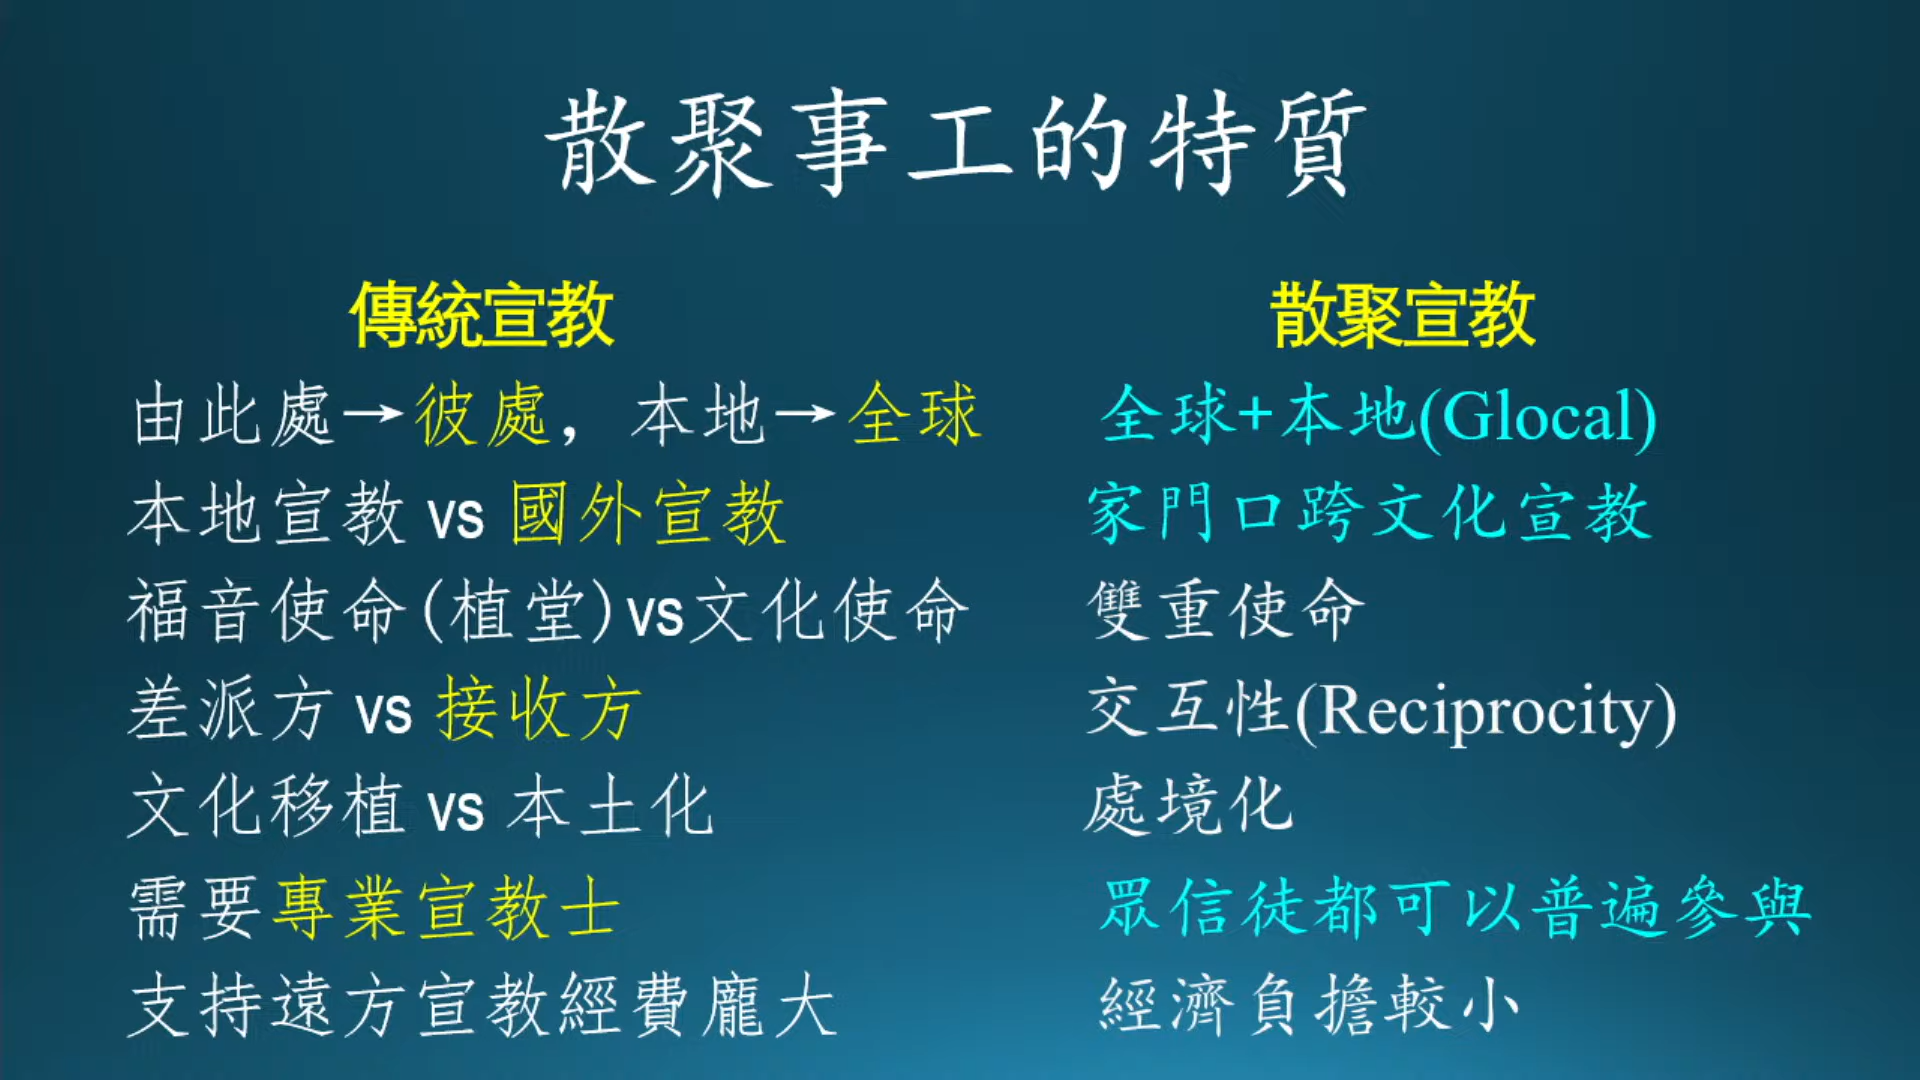 散聚事工的特質
傳統宣教
由此處→彼處，本地→全球
本地宣教 vs 國外宣教
福音使命(植堂)vs文化使命
差派方 vs 接收方
文化移植 vs 本土化
需要專業宣教士
支持遠方宣教經費龐大
散聚宣教
全球+本地(Glocal)
家門口跨文化宣教
雙重使命
交互性(Reciprocity)
處境化
眾信徒都可以普遍參與
經濟負擔較小